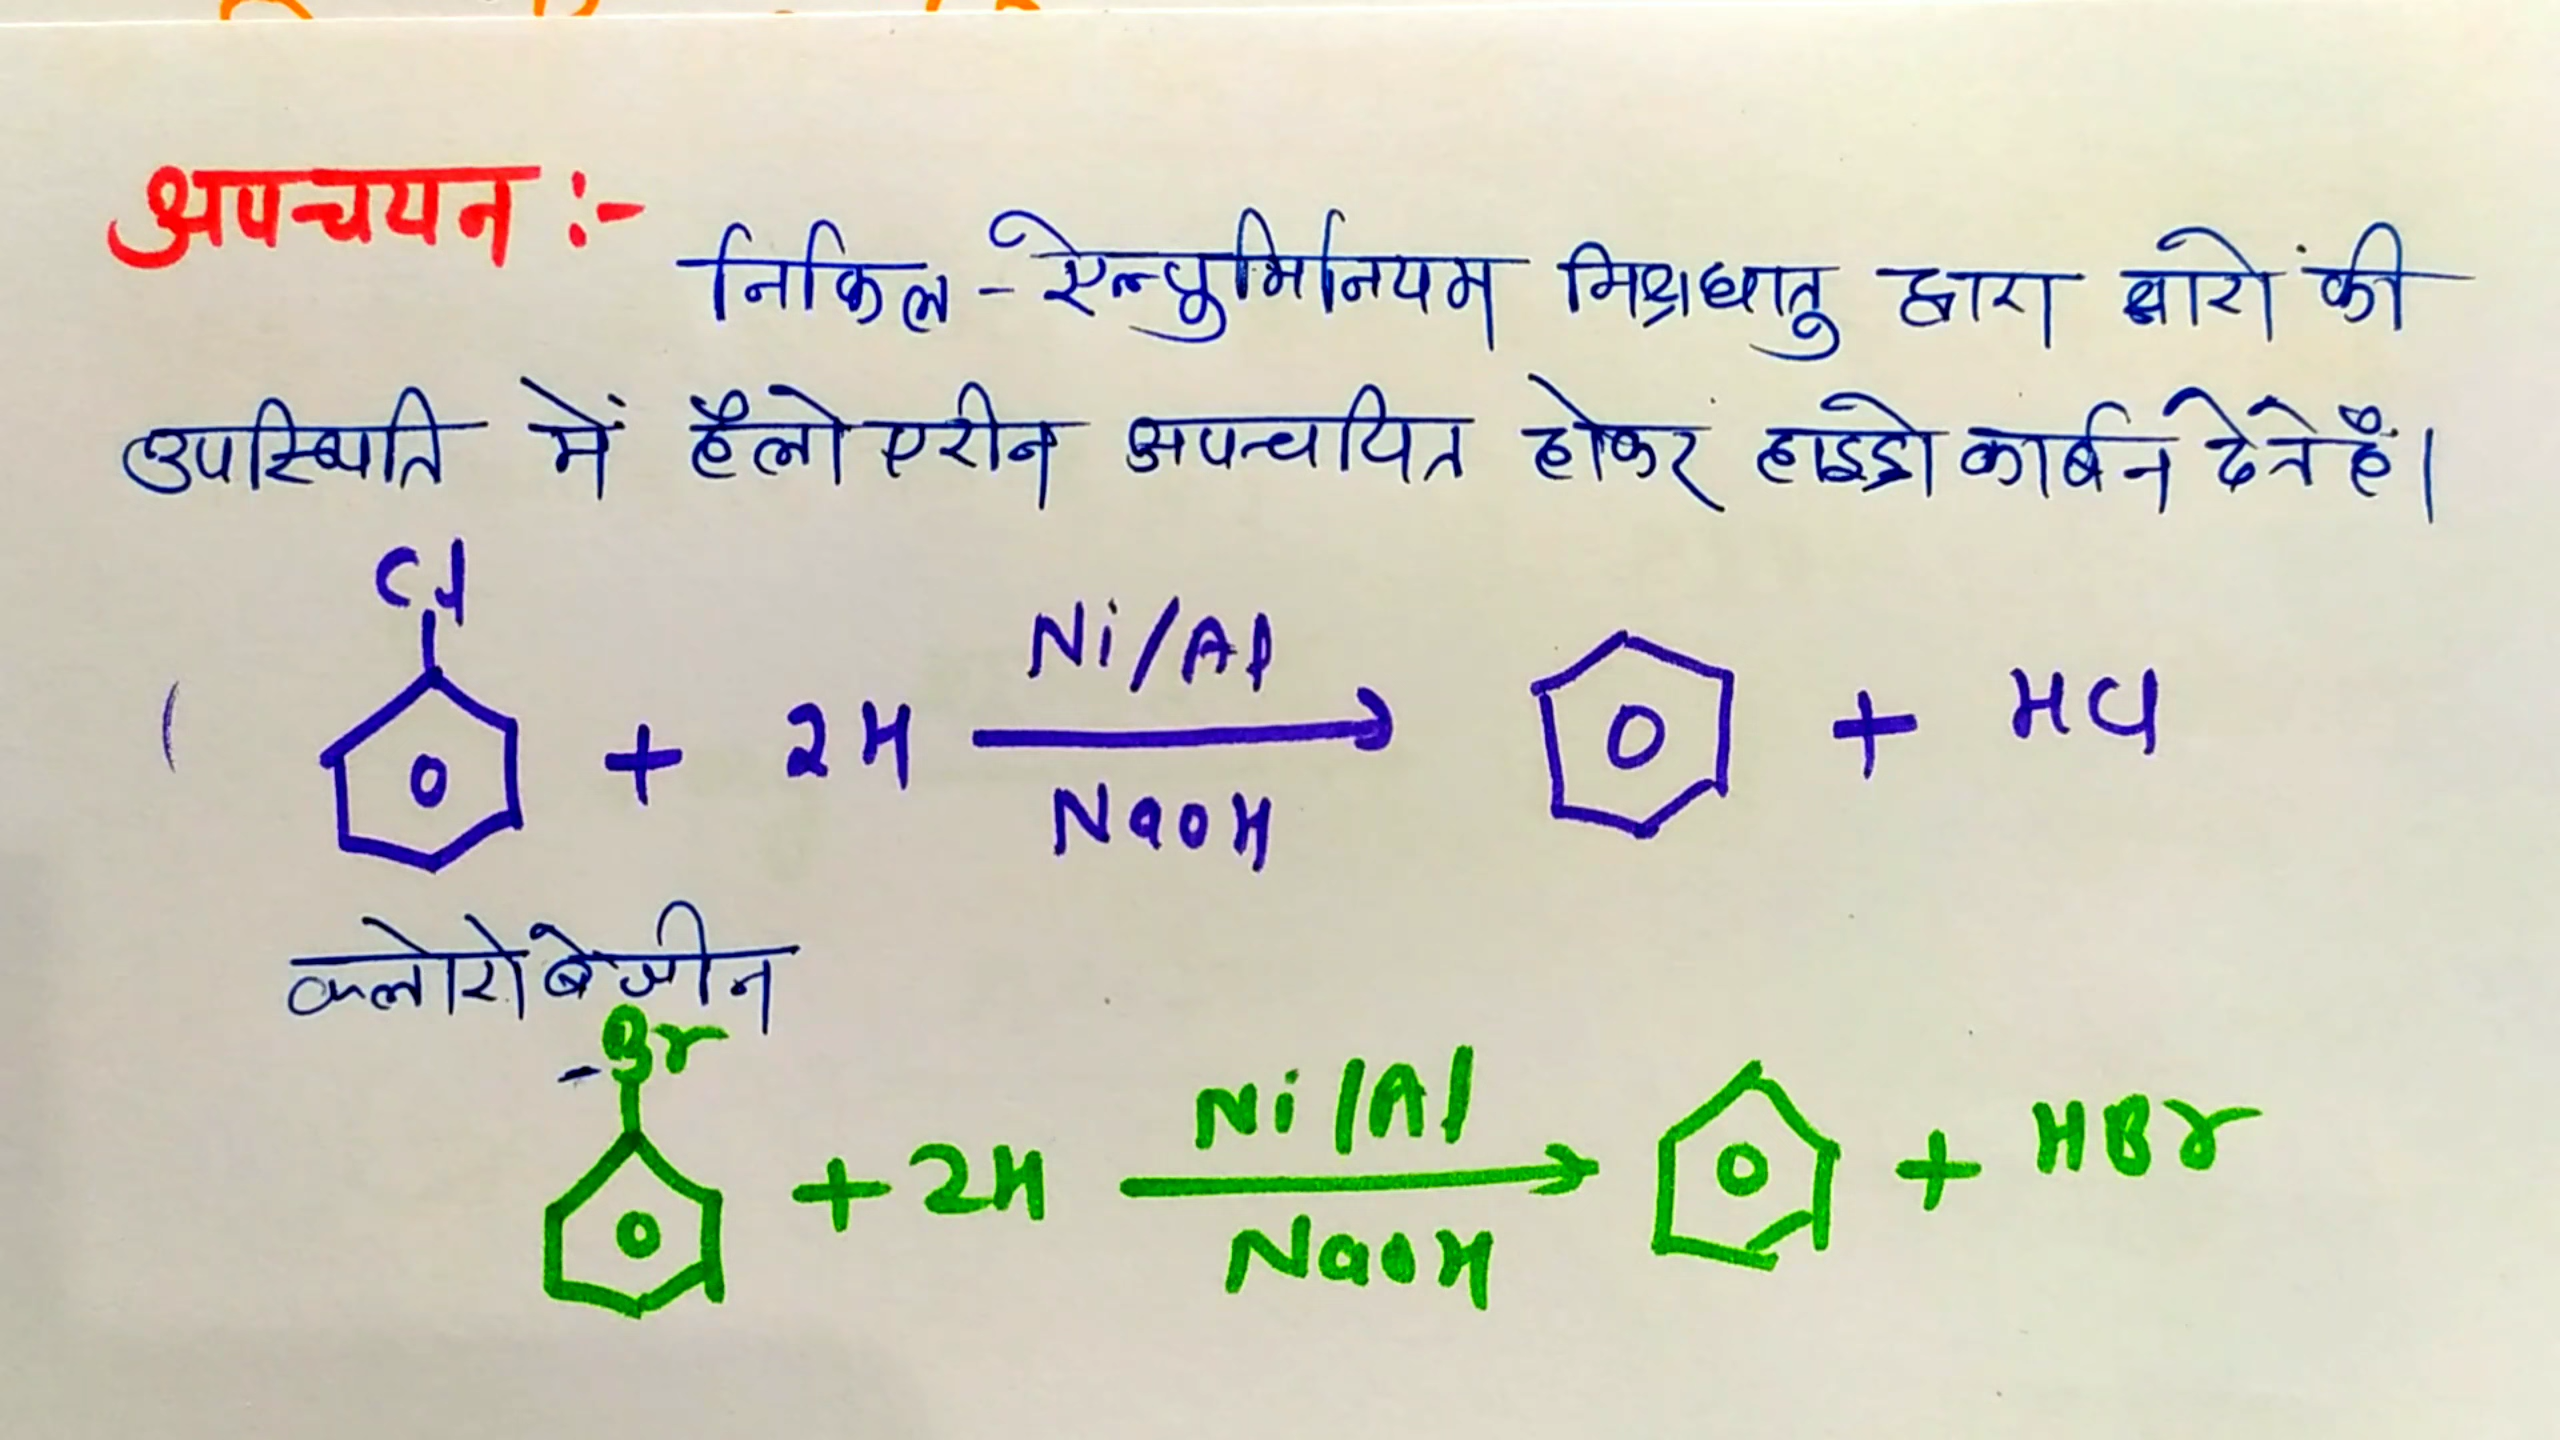 अपचयन :-
निकिल - ऐल्युमिनियम मिश्रधातु द्वारा क्षारों की
उपस्थिति में हैलोएरीन अपचयित होकर हाइड्रोकार्बन देते हैं।
Cl
Ni/Al
+ 2H + HCl
NaOH
क्लोरोबेंजीन
Br
Ni/Al
+ 2H + HBr
NaOH